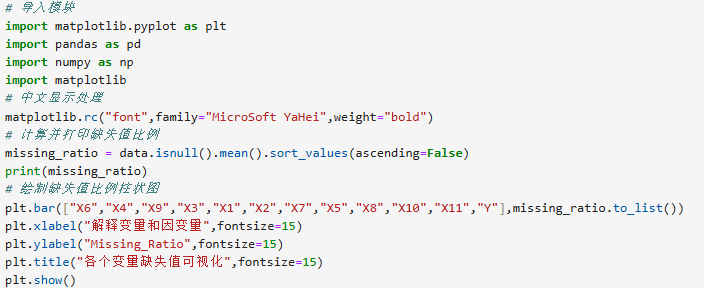 # 导入模块
import matplotlib.pyplot as plt
import pandas as pd
import numpy as np
import matplotlib
# 中文显示处理
matplotlib.rc("font",family="MicroSoft YaHei",weight="bold")
# 计算并打印缺失值比例
missing_ratio = data.isnull().mean().sort_values(ascending=False)
print(missing_ratio)
# 绘制缺失值比例柱状图
plt.bar(["X6","X4","X9","X3","X1","X2","X7","X5","X8","X10","X11","Y"],missing_ratio.to_list())
plt.xlabel("解释变量和因变量",fontsize=15)
plt.ylabel("Missing_Ratio",fontsize=15)
plt.title("各个变量缺失值可视化",fontsize=15)
plt.show()